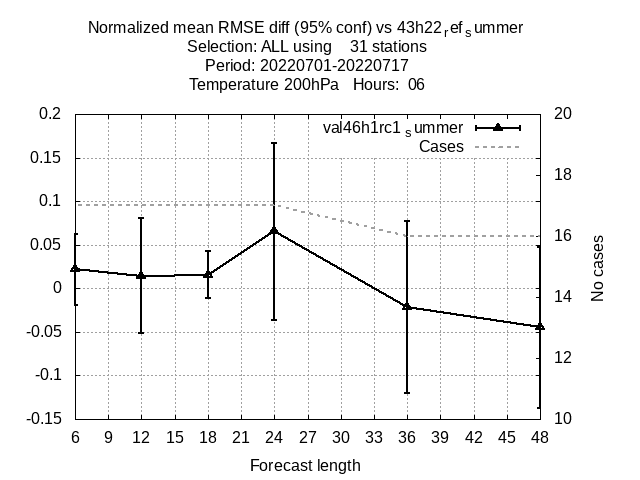 Normalized mean RMSE diff (95% conf) vs 43h22refsummer
Selection: ALL using 31 stations
Period: 20220701-20220717
Temperature 200hPa Hours: 06
val46h1rc1summer
Cases
0.2
0.15
0.1
0.05
0
-0.05
-0.1
-0.15
20
18
16
14
12
10
No cases
6 9 12 15 18 21 24 27 30 33 36 39 42 45 48
Forecast length